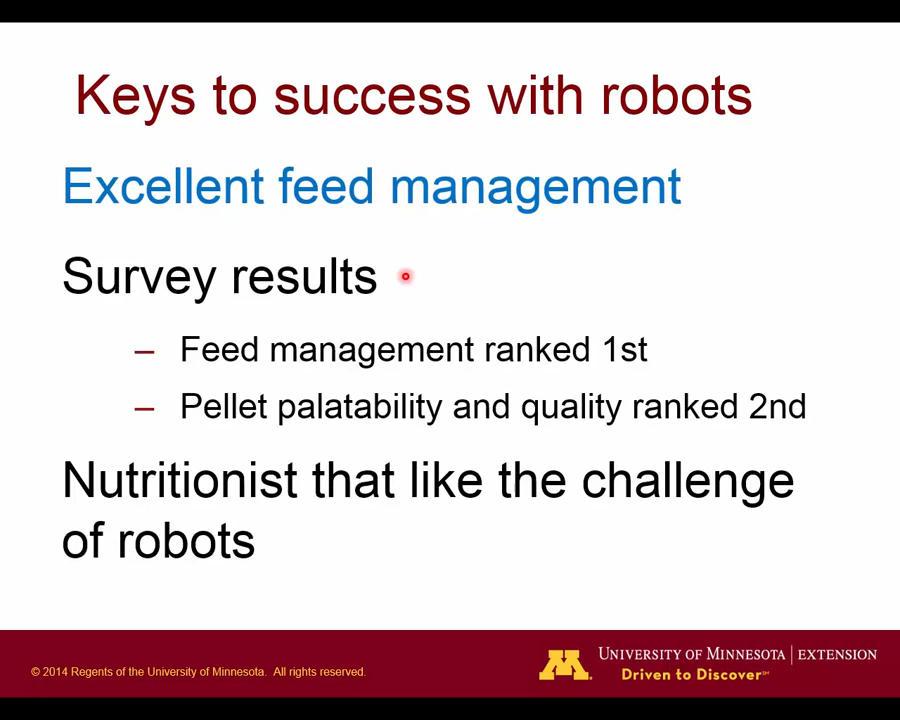 Keys to success with robots
Excellent feed management
Survey results
– Feed management ranked 1st
– Pellet palatability and quality ranked 2nd
Nutritionist that like the challenge
of robots
© 2014 Regents of the University of Minnesota. All rights reserved.
M
UNIVERSITY OF MINNESOTA | EXTENSION
Driven to Discover℠